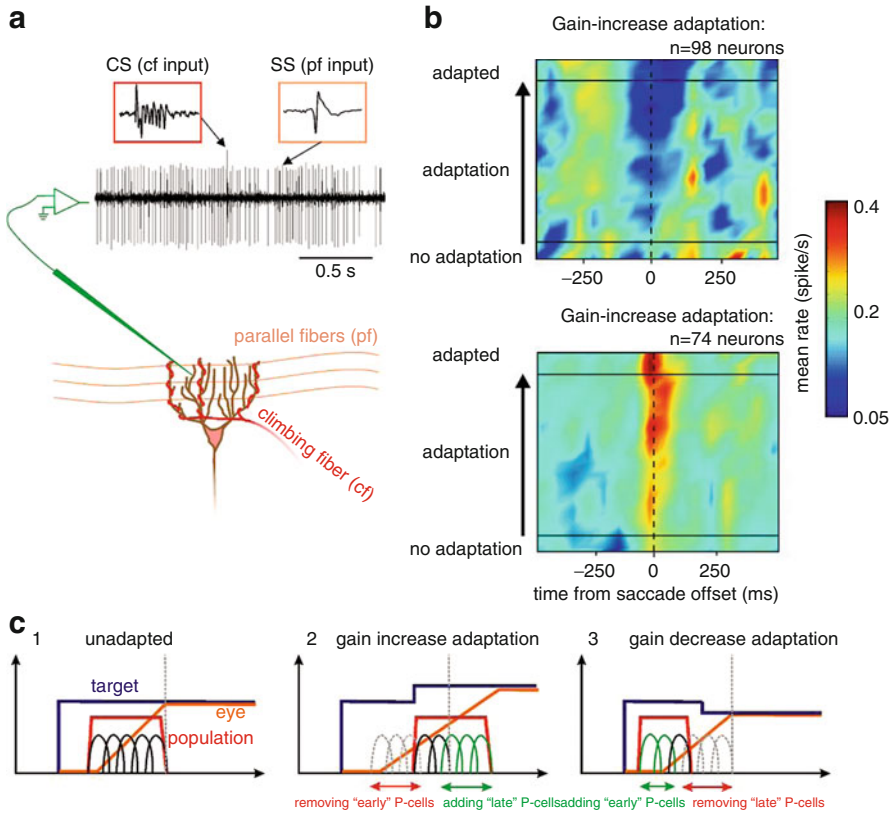 a
CS (cf input)
SS (pf input)
0.5 s
parallel fibers (pf)
climbing fiber (cf)
b
Gain-increase adaptation:
n=98 neurons
adapted
adaptation
no adaptation
−250
0
250
Gain-increase adaptation:
n=74 neurons
adapted
adaptation
no adaptation
−250
0
250
time from saccade offset (ms)
0.4
0.2
0.05
mean rate (spike/s)
c
1 unadapted
target
eye
population
2 gain increase adaptation
removing "early" P-cells
adding "late" P-cells
3 gain decrease adaptation
adding "early" P-cells
removing "late" P-cells